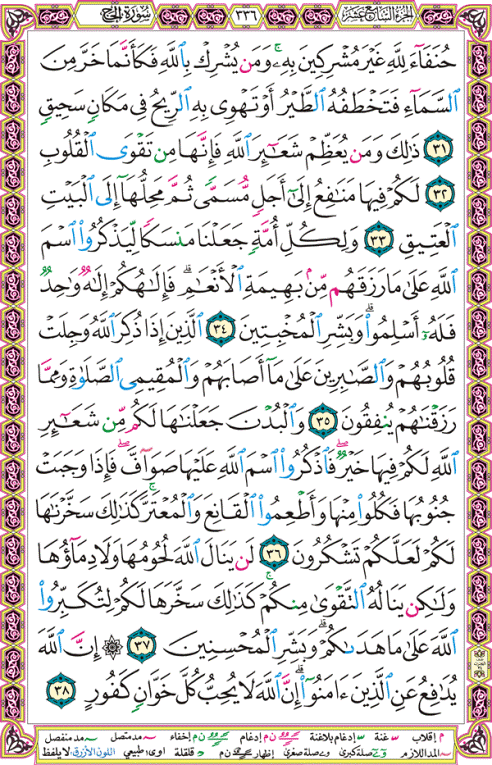 الجزء السابع عشر ٣٣٦ سورة الحج
حُنَفَآءَ لِلَّهِ غَيْرَ مُشْرِكِينَ بِهِۦۚ وَمَن يُشْرِكْ بِٱللَّهِ فَكَأَنَّمَا خَرَّ مِنَ
ٱلسَّمَآءِ فَتَخْطَفُهُ ٱلطَّيْرُ أَوْ تَهْوِى بِهِ ٱلرِّيحُ فِى مَكَانٍ سَحِيقٍ
٣١ ذَٰلِكَ وَمَن يُعَظِّمْ شَعَٰٓئِرَ ٱللَّهِ فَإِنَّهَا مِن تَقْوَى ٱلْقُلُوبِ
٣٢ لَكُمْ فِيهَا مَنَٰفِعُ إِلَىٰٓ أَجَلٍ مُّسَمًّى ثُمَّ مَحِلُّهَآ إِلَى ٱلْبَيْتِ
ٱلْعَتِيقِ ٣٣ وَلِكُلِّ أُمَّةٍ جَعَلْنَا مَنسَكًا لِّيَذْكُرُوا۟ ٱسْمَ
ٱللَّهِ عَلَىٰ مَا رَزَقَهُم مِّنۢ بَهِيمَةِ ٱلْأَنْعَٰمِۗ فَإِلَٰهُكُمْ إِلَٰهٌ وَٰحِدٌ
فَلَهُۥٓ أَسْلِمُوا۟ۗ وَبَشِّرِ ٱلْمُخْبِتِينَ ٣٤ ٱلَّذِينَ إِذَا ذُكِرَ ٱللَّهُ وَجِلَتْ
قُلُوبُهُمْ وَٱلصَّٰبِرِينَ عَلَىٰ مَآ أَصَابَهُمْ وَٱلْمُقِيمِى ٱلصَّلَوٰةِ وَمِمَّا
رَزَقْنَٰهُمْ يُنفِقُونَ ٣٥ وَٱلْبُدْنَ جَعَلْنَٰهَا لَكُم مِّن شَعَٰٓئِرِ
ٱللَّهِ لَكُمْ فِيهَا خَيْرٌۖ فَٱذْكُرُوا۟ ٱسْمَ ٱللَّهِ عَلَيْهَا صَوَآفَّۖ فَإِذَا وَجَبَتْ
جُنُوبُهَا فَكُلُوا۟ مِنْهَا وَأَطْعِمُوا۟ ٱلْقَانِعَ وَٱلْمُعْتَرَّۚ كَذَٰلِكَ سَخَّرْنَٰهَا
لَكُمْ لَعَلَّكُمْ تَشْكُرُونَ ٣٦ لَن يَنَالَ ٱللَّهَ لُحُومُهَا وَلَا دِمَآؤُهَا
وَلَٰكِن يَنَالُهُ ٱلتَّقْوَىٰ مِنكُمْۚ كَذَٰلِكَ سَخَّرَهَا لَكُمْ لِتُكَبِّرُوا۟
ٱللَّهَ عَلَىٰ مَا هَدَىٰكُمْۗ وَبَشِّرِ ٱلْمُحْسِنِينَ ٣٧ ۞ إِنَّ ٱللَّهَ
يُدَٰفِعُ عَنِ ٱلَّذِينَ ءَامَنُوٓا۟ۗ إِنَّ ٱللَّهَ لَا يُحِبُّ كُلَّ خَوَّانٍ كَفُورٍ ٣٨
م إقلاب غنة إدغام بلاغنة ن م إدغام ن م إخفاء مد متصل مد منفصل
المد اللازم صلة كبرى صلة صغرى إظهار ن م قلقلة اوى طبيعي اللون الأزرق: لا يلفظ